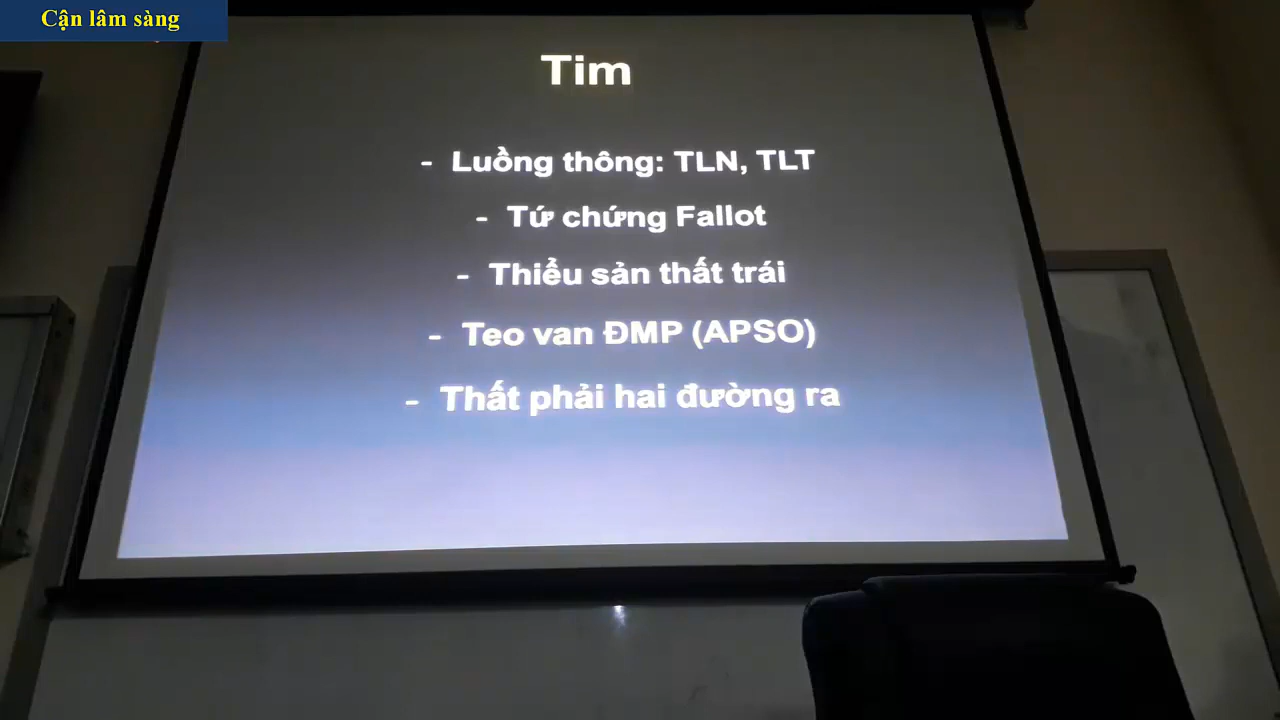 Cận lâm sàng
Tim
- Luồng thông: TLN, TLT
- Tứ chứng Fallot
- Thiểu sản thất trái
- Teo van ĐMP (APSO)
- Thất phải hai đường ra